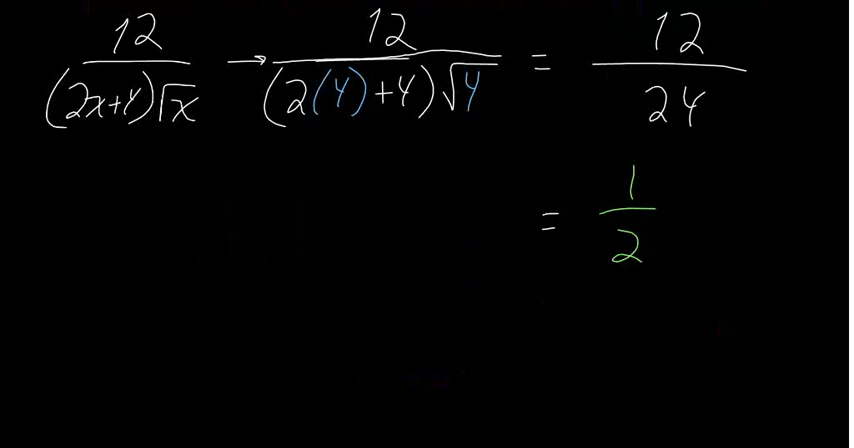 12/((2x+4)√x) → 12/((2(4)+4)√4) = 12/24
= 1/2